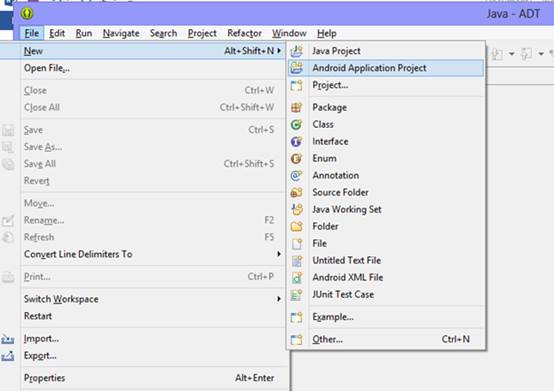 Java - ADT
File Edit Run Navigate Search Project Refactor Window Help
New Alt+Shift+N
Open File...
Close Ctrl+W
Close All Ctrl+Shift+W
Save Ctrl+S
Save As...
Save All Ctrl+Shift+S
Revert
Move...
Rename... F2
Refresh F5
Convert Line Delimiters To
Print... Ctrl+P
Switch Workspace
Restart
Import...
Export...
Properties Alt+Enter
Java Project
Android Application Project
Project...
Package
Class
Interface
Enum
Annotation
Source Folder
Java Working Set
Folder
File
Untitled Text File
Android XML File
JUnit Test Case
Example...
Other... Ctrl+N